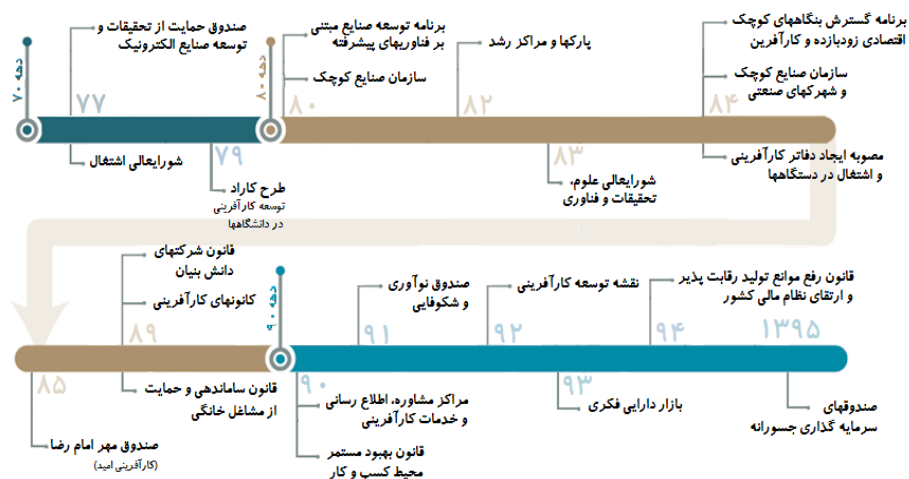 دهه ۷۰
۷۷
صندوق حمایت از تحقیقات و
توسعه صنایع الکترونیک
شورایعالی اشتغال
۷۹
طرح کاراد
توسعه کارآفرینی
در دانشگاهها
دهه ۸۰
۸۰
برنامه توسعه صنایع مبتنی
بر فناوریهای پیشرفته
سازمان صنایع کوچک
۸۲
پارکها و مراکز رشد
۸۳
شورایعالی علوم،
تحقیقات و فناوری
۸۴
برنامه گسترش بنگاههای کوچک
اقتصادی زودبازده و کارآفرین
سازمان صنایع کوچک
و شهرکهای صنعتی
مصوبه ایجاد دفاتر کارآفرینی
و اشتغال در دستگاهها
۸۵
صندوق مهر امام رضا
(کارآفرینی امید)
۸۹
قانون شرکتهای
دانش بنیان
کانونهای کارآفرینی
قانون ساماندهی و حمایت
از مشاغل خانگی
دهه ۹۰
۹۰
مراکز مشاوره، اطلاع رسانی
و خدمات کارآفرینی
قانون بهبود مستمر
محیط کسب و کار
۹۱
صندوق نوآوری
و شکوفایی
۹۲
نقشه توسعه کارآفرینی
۹۳
بازار دارایی فکری
۹۴
قانون رفع موانع تولید رقابت پذیر
و ارتقای نظام مالی کشور
۱۳۹۵
صندوقهای
سرمایه گذاری جسورانه